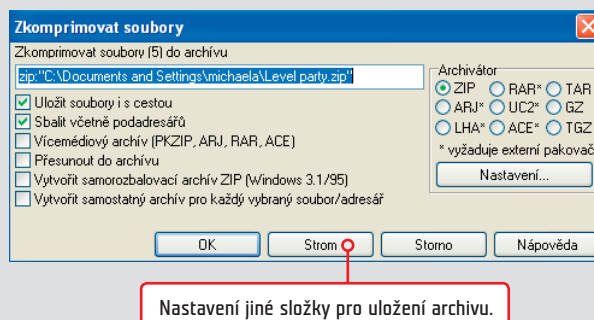 Zkomprimovat soubory
Zkomprimovat soubory (5) do archívu
zip:"C:\Documents and Settings\michaela\Level party.zip"
Uložit soubory i s cestou
Sbalit včetně podadresářů
Vícemédiový archív (PKZIP, ARJ, RAR, ACE)
Přesunout do archívu
Vytvořit samorozbalovací archív ZIP (Windows 3.1/95)
Vytvořit samostatný archív pro každý vybraný soubor/adresář
Archivátor
ZIP RAR* TAR
ARJ* UC2* GZ
LHA* ACE* TGZ
* vyžaduje externí pakovač
Nastavení...
OK Strom Storno Nápověda
Nastavení jiné složky pro uložení archivu.